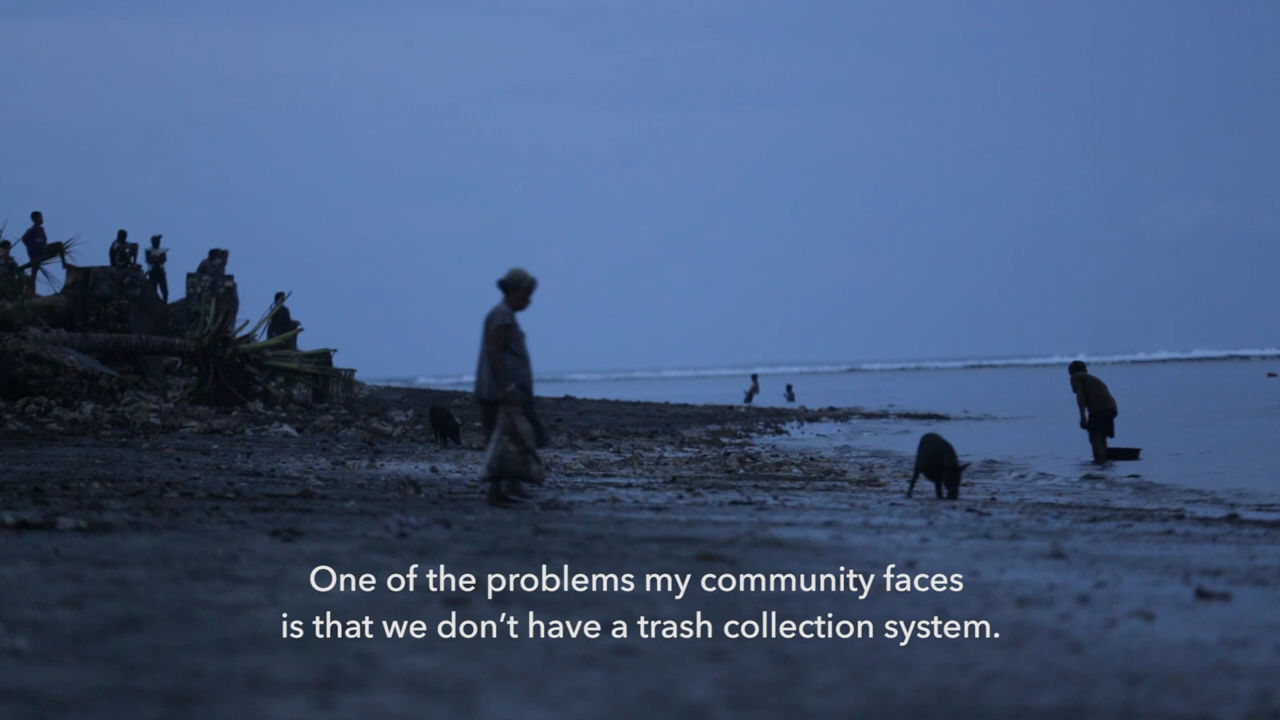 One of the problems my community faces
is that we don’t have a trash collection system.